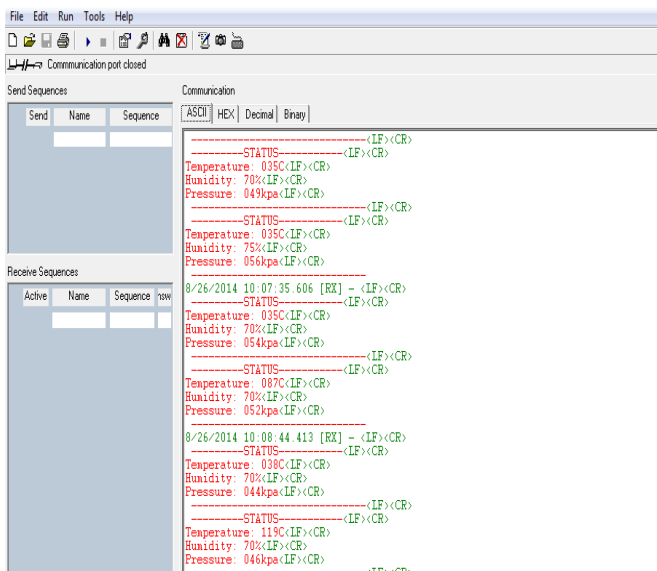 File Edit Run Tools Help
Commmunication port closed
Send Sequences
Send Name Sequence
Receive Sequences
Active Name Sequence nsw
Communication
ASCII HEX Decimal Binary
------------------------------<LF><CR>
---------STATUS-----------<LF><CR>
Temperature: 035C<LF><CR>
Humidity: 70%<LF><CR>
Pressure: 049kpa<LF><CR>
------------------------------<LF><CR>
---------STATUS-----------<LF><CR>
Temperature: 035C<LF><CR>
Humidity: 75%<LF><CR>
Pressure: 056kpa<LF><CR>
------------------------------
8/26/2014 10:07:35.606 [RX] - <LF><CR>
---------STATUS-----------<LF><CR>
Temperature: 035C<LF><CR>
Humidity: 70%<LF><CR>
Pressure: 054kpa<LF><CR>
------------------------------<LF><CR>
---------STATUS-----------<LF><CR>
Temperature: 087C<LF><CR>
Humidity: 70%<LF><CR>
Pressure: 052kpa<LF><CR>
------------------------------
8/26/2014 10:08:44.413 [RX] - <LF><CR>
---------STATUS-----------<LF><CR>
Temperature: 038C<LF><CR>
Humidity: 70%<LF><CR>
Pressure: 044kpa<LF><CR>
------------------------------<LF><CR>
---------STATUS-----------<LF><CR>
Temperature: 119C<LF><CR>
Humidity: 70%<LF><CR>
Pressure: 046kpa<LF><CR>